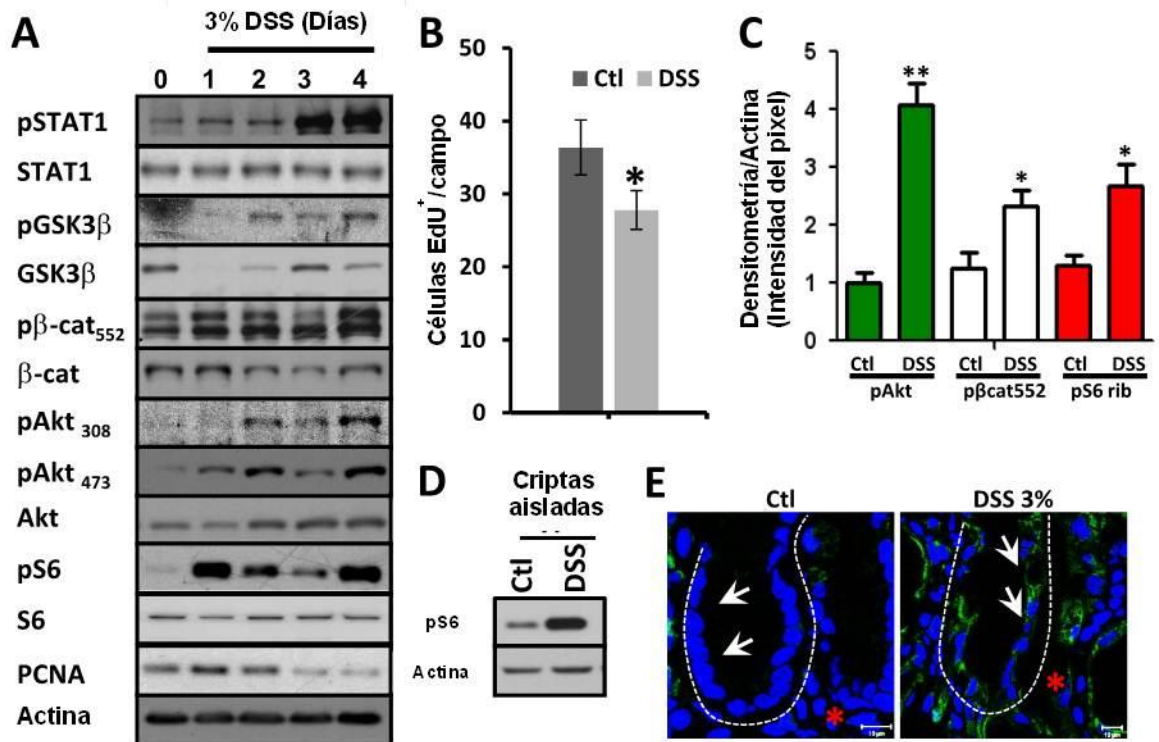 A
3% DSS (Días)
0 1 2 3 4
pSTAT1
STAT1
pGSK3β
GSK3β
pβ-cat552
β-cat
pAkt 308
pAkt 473
Akt
pS6
S6
PCNA
Actina
B
50
40
30
20
10
0
Células EdU+/campo
Ctl DSS
*
C
5
4
3
2
1
0
Densitometría/Actina
(Intensidad del pixel)
**
*
*
Ctl DSS Ctl DSS Ctl DSS
pAkt pβcat552 pS6 rib
D
Criptas
aisladas
Ctl DSS
pS6
Actina
E
Ctl
DSS 3%
*
*
10µm